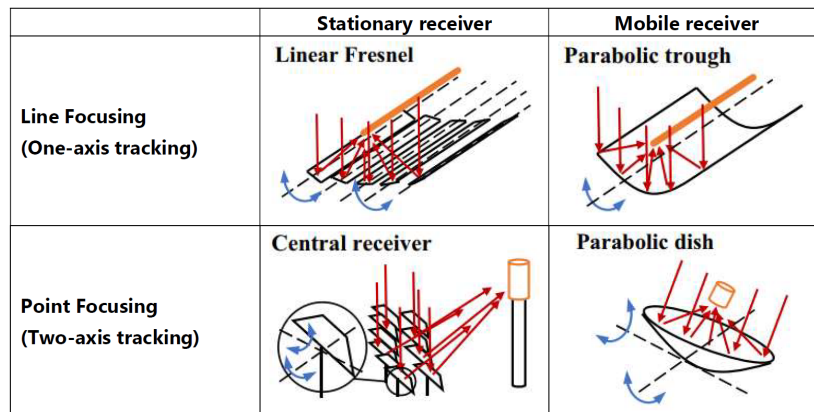 Stationary receiver
Mobile receiver
Line Focusing
(One-axis tracking)
Linear Fresnel
Parabolic trough
Point Focusing
(Two-axis tracking)
Central receiver
Parabolic dish